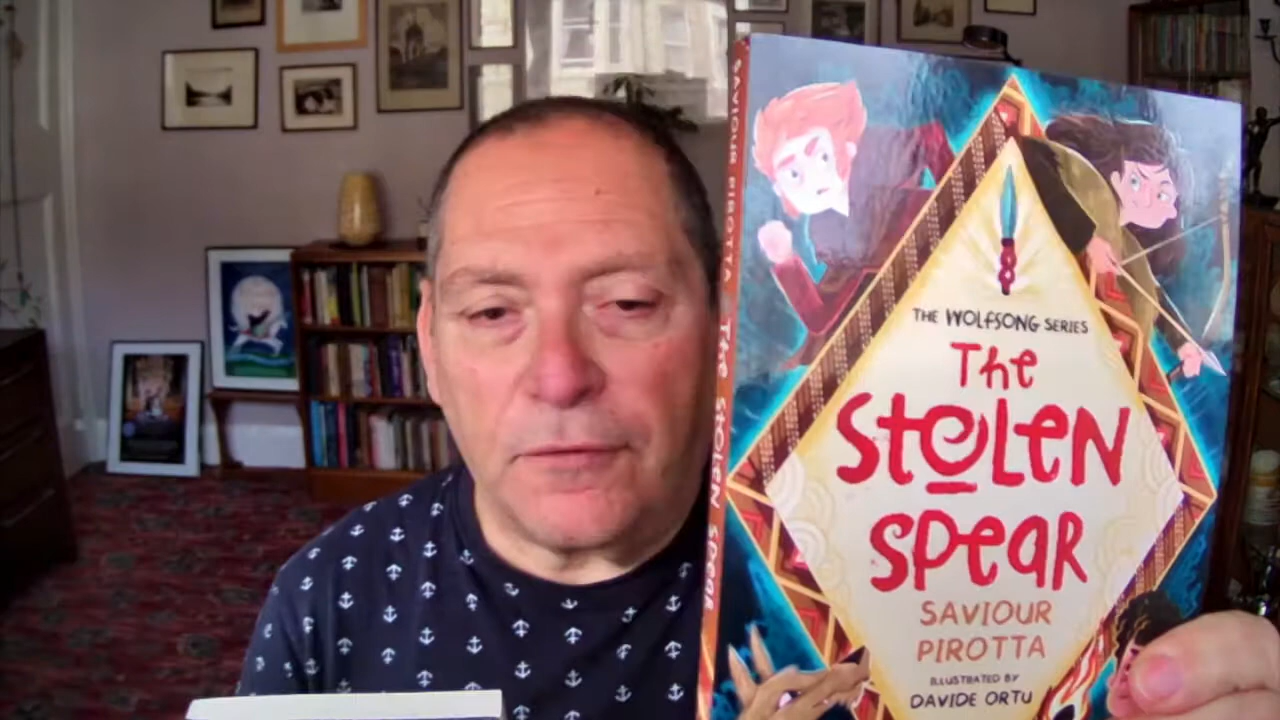 SAVIOUR PIROTTA The Stolen Spear
THE WOLFSONG SERIES
The
Stolen
Spear
SAVIOUR
PIROTTA
ILLUSTRATED BY
DAVIDE ORTU